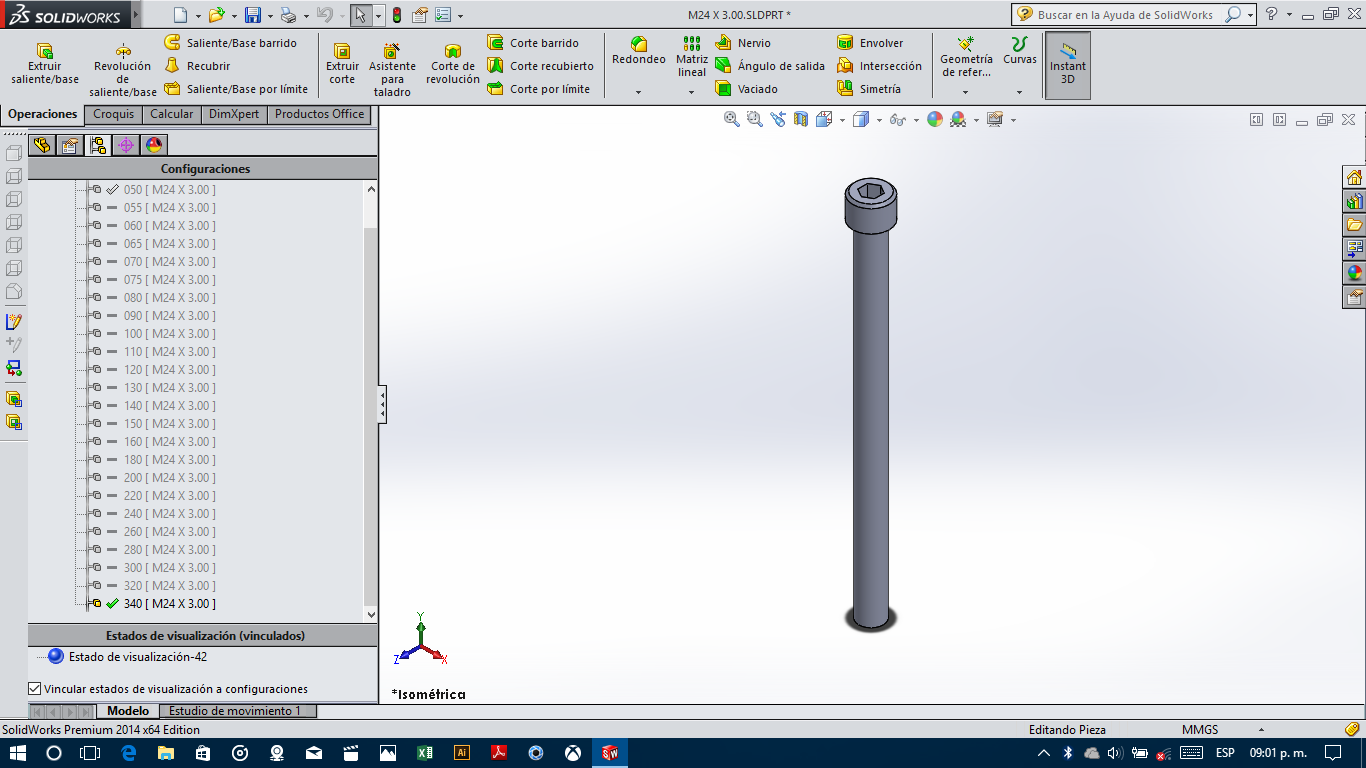 SOLIDWORKS
M24 X 3.00.SLDPRT *
Buscar en la Ayuda de SolidWorks
Extruir
saliente/base
Revolución
de
saliente/base
Saliente/Base barrido
Recubrir
Saliente/Base por límite
Extruir
corte
Asistente
para
taladro
Corte de
revolución
Corte barrido
Corte recubierto
Corte por límite
Redondeo
Matriz
lineal
Nervio
Ángulo de salida
Vaciado
Envolver
Intersección
Simetría
Geometría
de refer...
Curvas
Instant
3D
Operaciones
Croquis
Calcular
DimXpert
Productos Office
Configuraciones
050 [ M24 X 3.00 ]
055 [ M24 X 3.00 ]
060 [ M24 X 3.00 ]
065 [ M24 X 3.00 ]
070 [ M24 X 3.00 ]
075 [ M24 X 3.00 ]
080 [ M24 X 3.00 ]
090 [ M24 X 3.00 ]
100 [ M24 X 3.00 ]
110 [ M24 X 3.00 ]
120 [ M24 X 3.00 ]
130 [ M24 X 3.00 ]
140 [ M24 X 3.00 ]
150 [ M24 X 3.00 ]
160 [ M24 X 3.00 ]
180 [ M24 X 3.00 ]
200 [ M24 X 3.00 ]
220 [ M24 X 3.00 ]
240 [ M24 X 3.00 ]
260 [ M24 X 3.00 ]
280 [ M24 X 3.00 ]
300 [ M24 X 3.00 ]
320 [ M24 X 3.00 ]
340 [ M24 X 3.00 ]
Estados de visualización (vinculados)
Estado de visualización-42
Vincular estados de visualización a configuraciones
Y
Z
X
*Isométrica
Modelo
Estudio de movimiento 1
SolidWorks Premium 2014 x64 Edition
Editando Pieza
MMGS
Ai
SW
ESP
09:01 p. m.